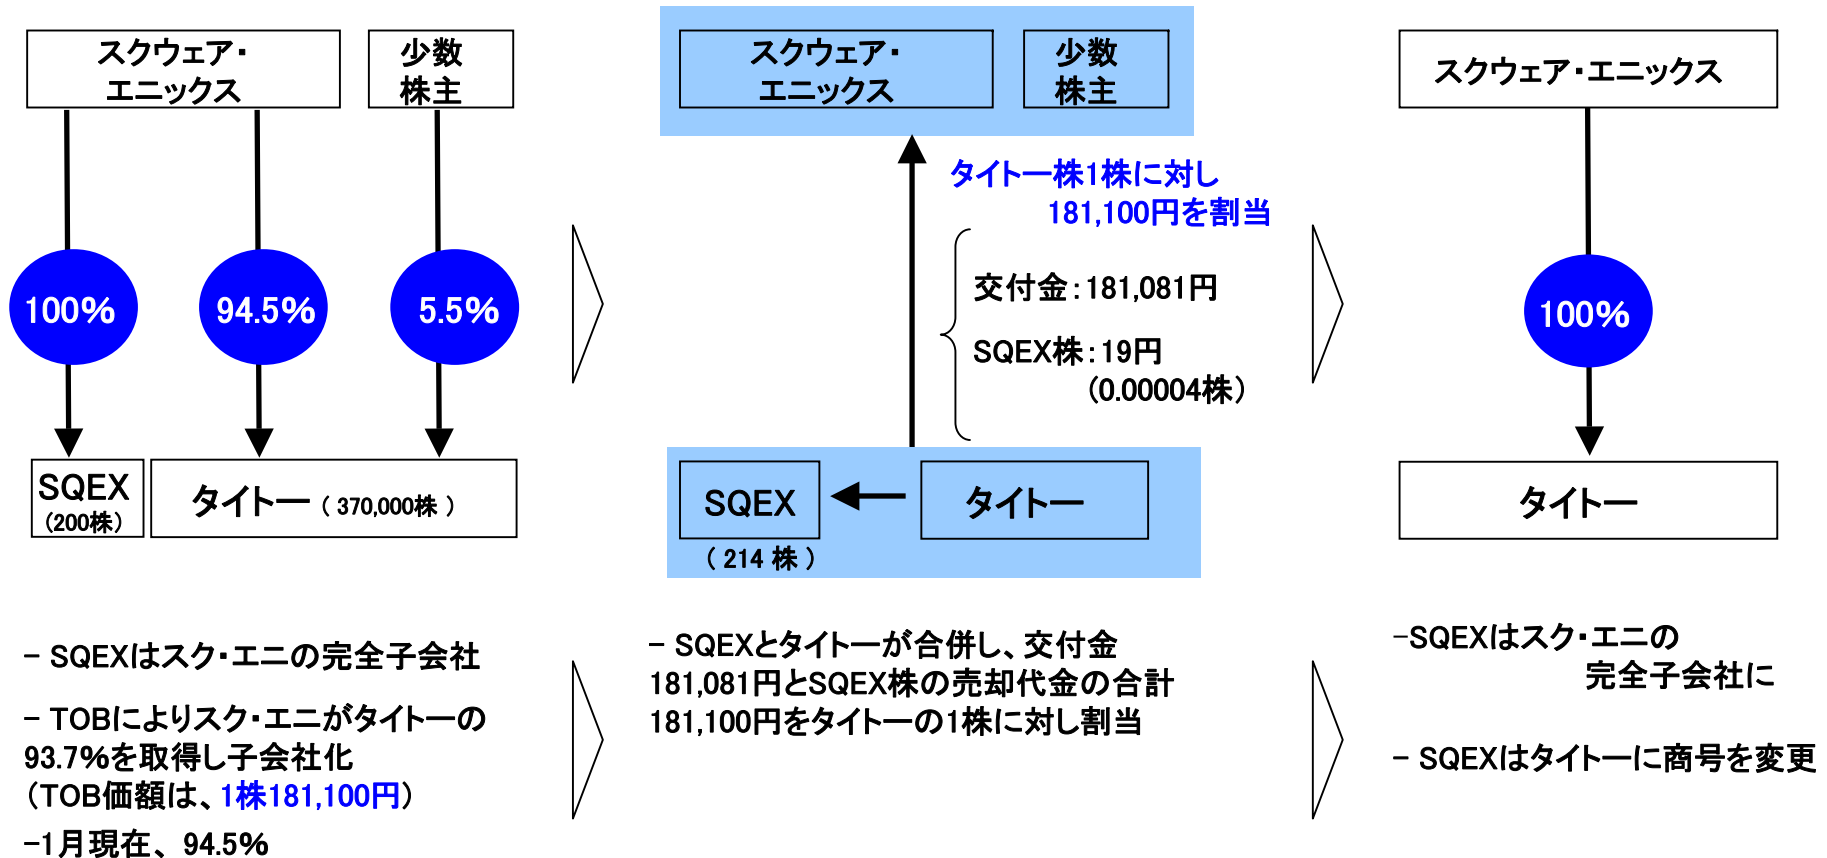 スクウェア・
エニックス
少数
株主
100%
94.5%
5.5%
SQEX
(200株)
タイトー ( 370,000株 )
- SQEXはスク・エニの完全子会社
- TOBによりスク・エニがタイトーの
93.7%を取得し子会社化
(TOB価額は、1株181,100円)
-1月現在、94.5%
スクウェア・
エニックス
少数
株主
タイトー株1株に対し
181,100円を割当
交付金：181,081円
SQEX株：19円
(0.00004株)
SQEX
( 214 株 )
タイトー
- SQEXとタイトーが合併し、交付金
181,081円とSQEX株の売却代金の合計
181,100円をタイトーの1株に対し割当
スクウェア・エニックス
100%
タイトー
-SQEXはスク・エニの
完全子会社に
- SQEXはタイトーに商号を変更